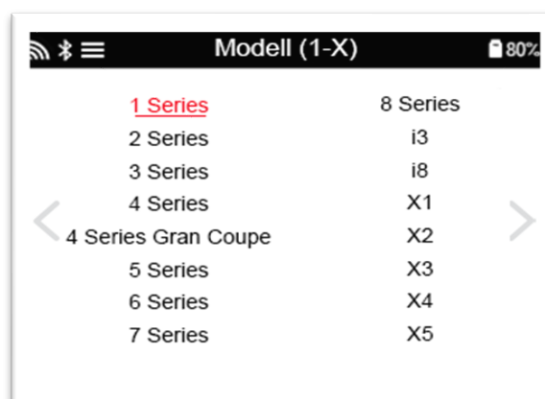 Modell (1-X)
80%
1 Series
2 Series
3 Series
4 Series
4 Series Gran Coupe
5 Series
6 Series
7 Series
8 Series
i3
i8
X1
X2
X3
X4
X5